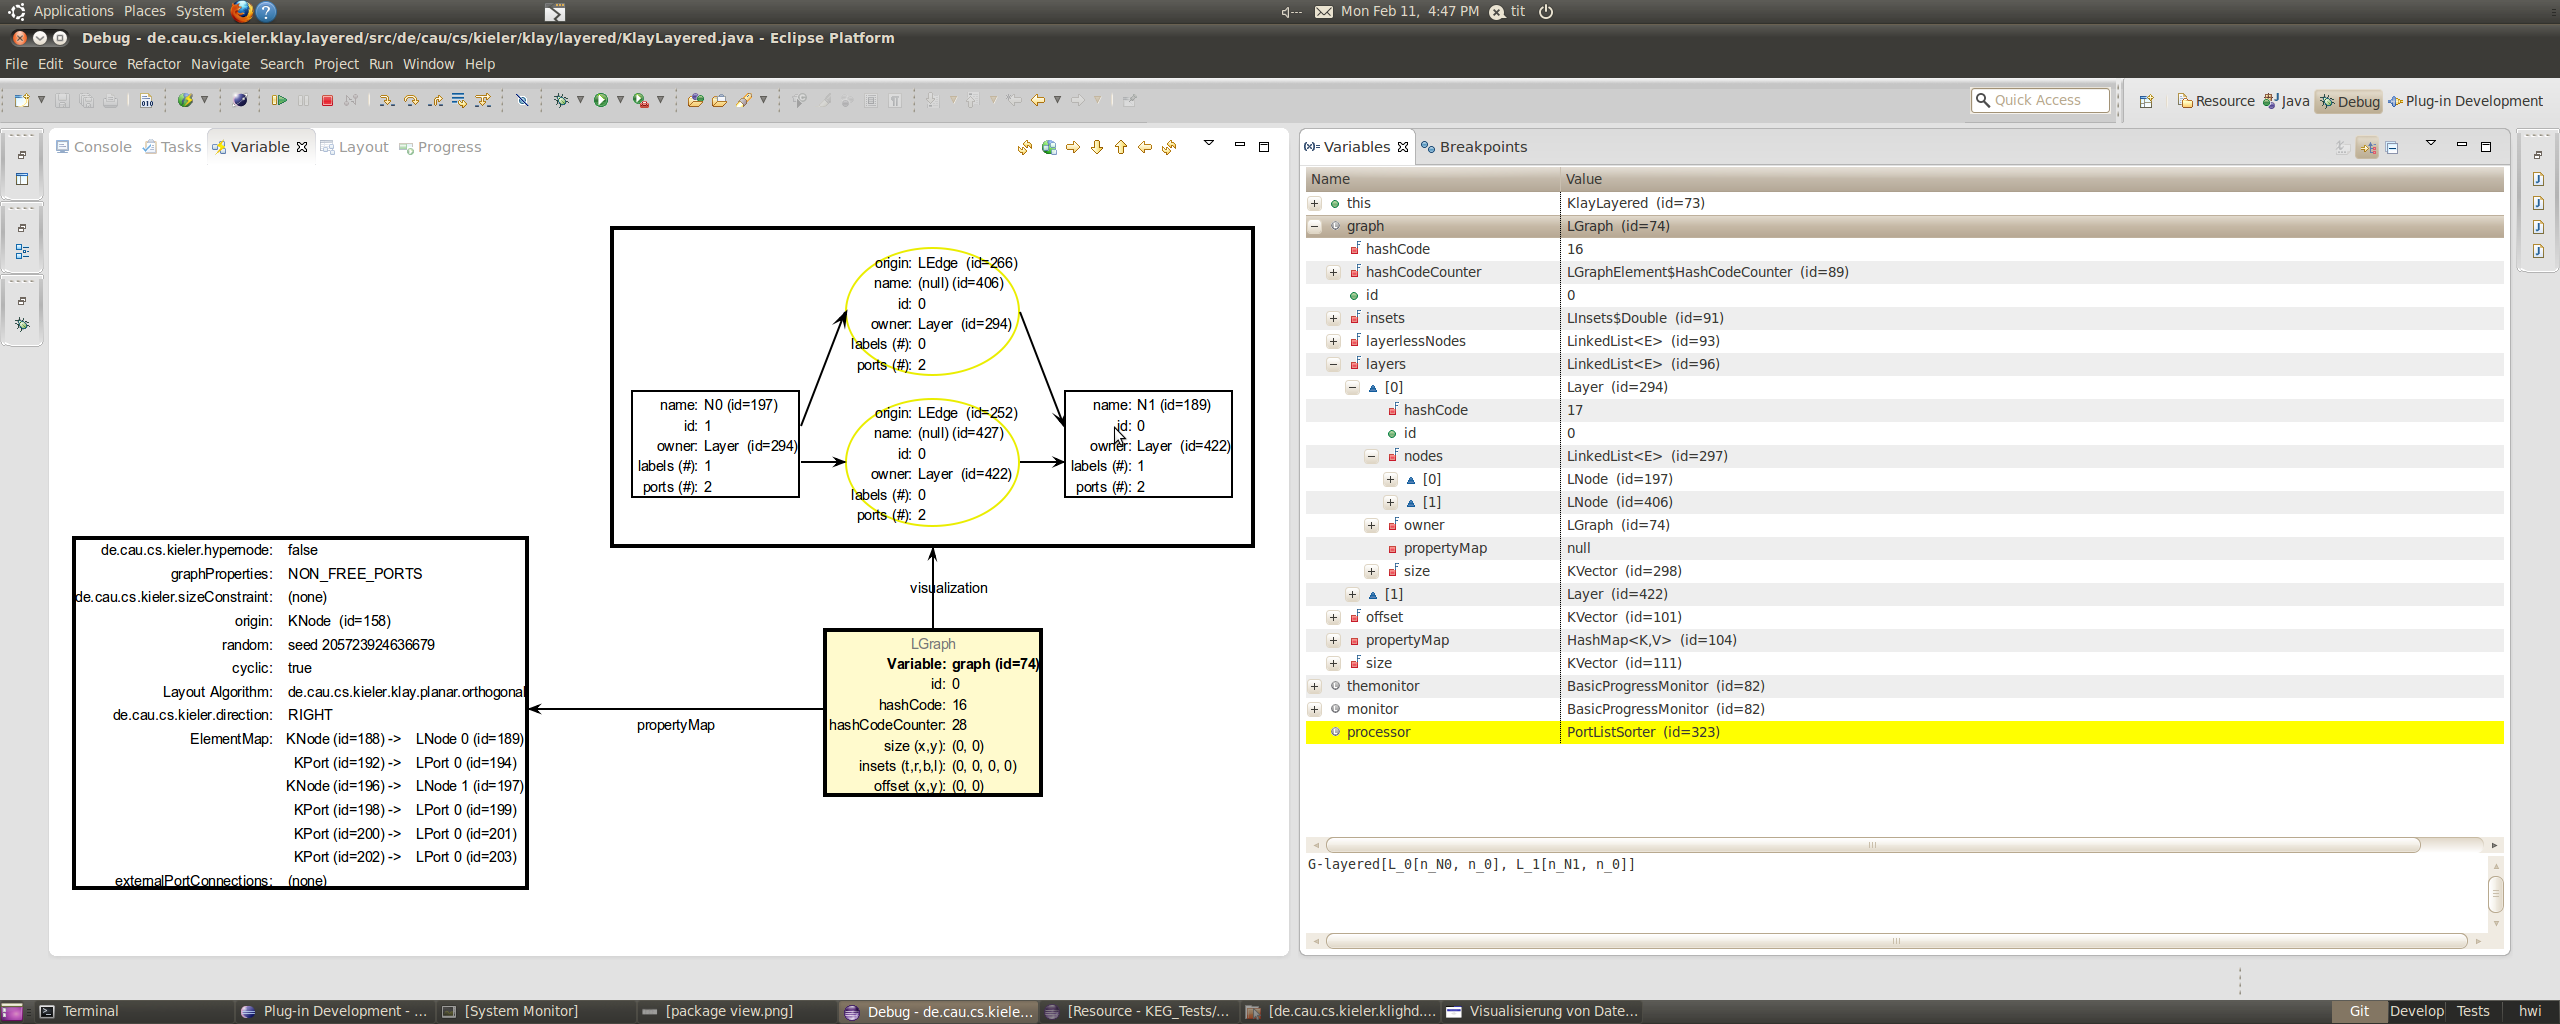 Applications Places System
Mon Feb 11, 4:47 PM tit
Debug - de.cau.cs.kieler.klay.layered/src/de/cau/cs/kieler/klay/layered/KlayLayered.java - Eclipse Platform
File Edit Source Refactor Navigate Search Project Run Window Help
Quick Access
Resource Java Debug Plug-in Development
Console Tasks Variable Layout Progress
origin: LEdge (id=266)
name: (null) (id=406)
id: 0
owner: Layer (id=294)
labels (#): 0
ports (#): 2
name: N0 (id=197)
id: 1
owner: Layer (id=294)
labels (#): 1
ports (#): 2
origin: LEdge (id=252)
name: (null) (id=427)
id: 0
owner: Layer (id=422)
labels (#): 0
ports (#): 2
name: N1 (id=189)
id: 0
owner: Layer (id=422)
labels (#): 1
ports (#): 2
visualization
de.cau.cs.kieler.hypernode: false
graphProperties: NON_FREE_PORTS
de.cau.cs.kieler.sizeConstraint: (none)
origin: KNode (id=158)
random: seed 205723924636679
cyclic: true
Layout Algorithm: de.cau.cs.kieler.klay.planar.orthogonal
de.cau.cs.kieler.direction: RIGHT
ElementMap: KNode (id=188) -> LNode 0 (id=189)
KPort (id=192) -> LPort 0 (id=194)
KNode (id=196) -> LNode 1 (id=197)
KPort (id=198) -> LPort 0 (id=199)
KPort (id=200) -> LPort 0 (id=201)
KPort (id=202) -> LPort 0 (id=203)
externalPortConnections: (none)
propertyMap
LGraph
Variable: graph (id=74)
id: 0
hashCode: 16
hashCodeCounter: 28
size (x,y): (0, 0)
insets (t,r,b,l): (0, 0, 0, 0)
offset (x,y): (0, 0)
(x)= Variables Breakpoints
Name Value
this KlayLayered (id=73)
graph LGraph (id=74)
hashCode 16
hashCodeCounter LGraphElement$HashCodeCounter (id=89)
id 0
insets LInsets$Double (id=91)
layerlessNodes LinkedList<E> (id=93)
layers LinkedList<E> (id=96)
[0] Layer (id=294)
hashCode 17
id 0
nodes LinkedList<E> (id=297)
[0] LNode (id=197)
[1] LNode (id=406)
owner LGraph (id=74)
propertyMap null
size KVector (id=298)
[1] Layer (id=422)
offset KVector (id=101)
propertyMap HashMap<K,V> (id=104)
size KVector (id=111)
themonitor BasicProgressMonitor (id=82)
monitor BasicProgressMonitor (id=82)
processor PortListSorter (id=323)
G-layered[L_0[n_N0, n_0], L_1[n_N1, n_0]]
Terminal
Plug-in Development - ...
[System Monitor]
[package view.png]
Debug - de.cau.cs.kiele...
[Resource - KEG_Tests/...
[de.cau.cs.kieler.klighd....
Visualisierung von Date...
Git Develop Tests hwi